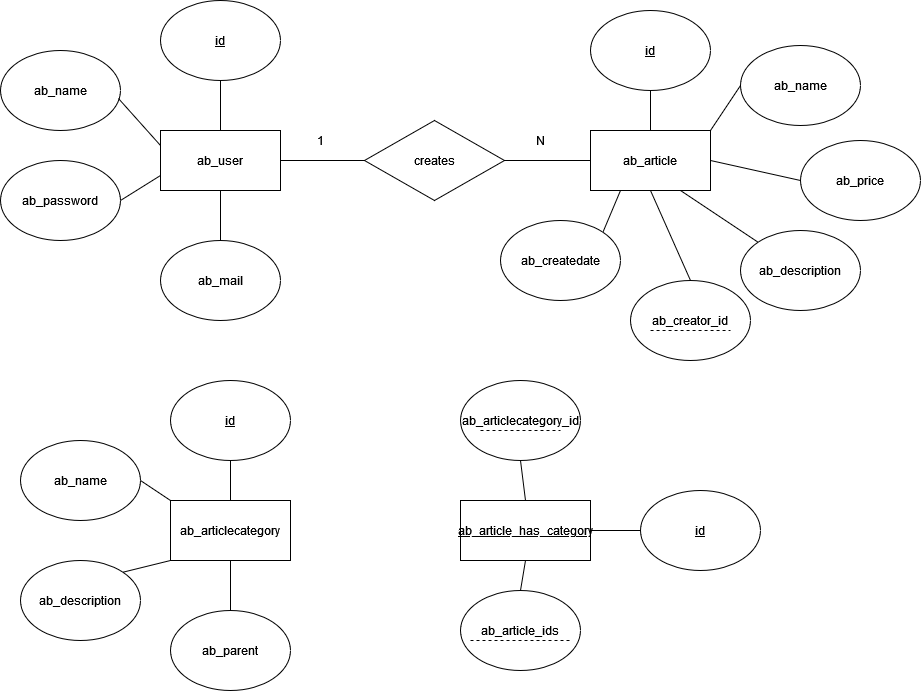 id
ab_name
ab_user
ab_password
ab_mail
1
creates
N
id
ab_name
ab_article
ab_price
ab_createdate
ab_description
ab_creator_id
id
ab_name
ab_articlecategory
ab_description
ab_parent
ab_articlecategory_id
ab_article_has_category
id
ab_article_ids